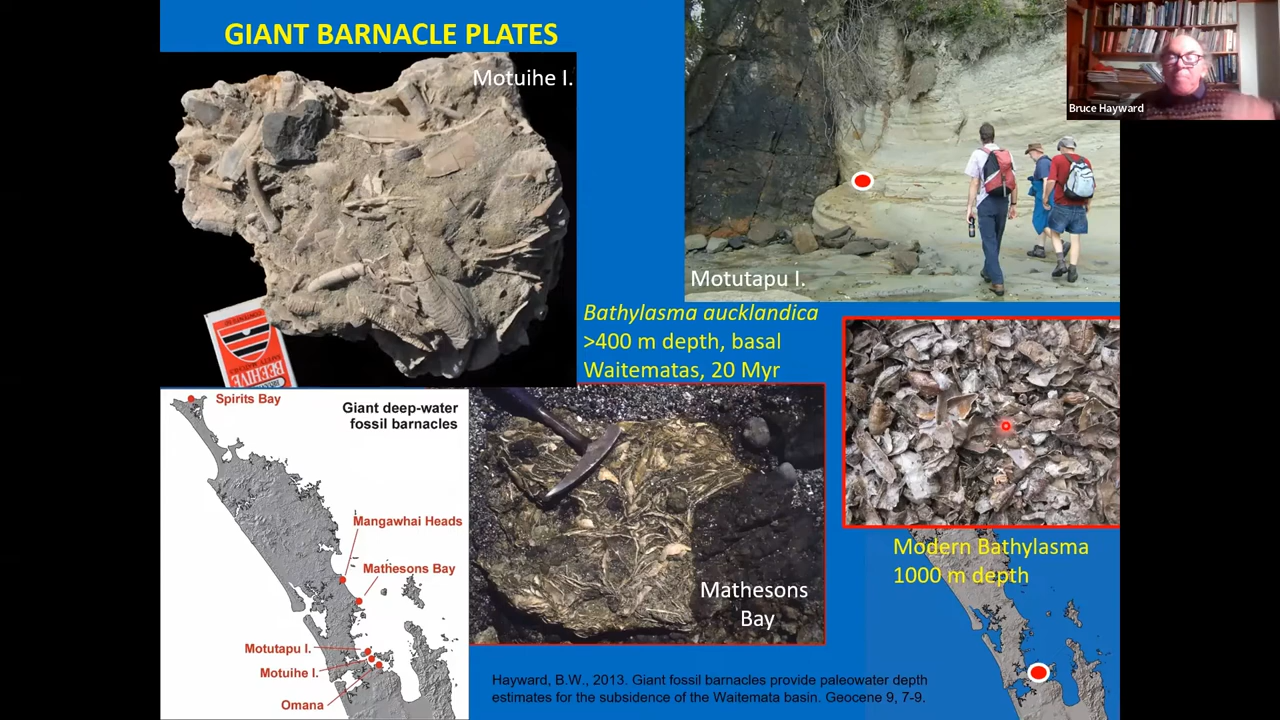 GIANT BARNACLE PLATES
Motuihe I.
Bruce Hayward
Motutapu I.
Bathylasma aucklandica
>400 m depth, basal
Waitematas, 20 Myr
BEEHIVE
Spirits Bay
Giant deep-water
fossil barnacles
Mangawhai Heads
Mathesons Bay
Motutapu I.
Motuihe I.
Omana
Mathesons
Bay
Modern Bathylasma
1000 m depth
Hayward, B.W., 2013. Giant fossil barnacles provide paleowater depth
estimates for the subsidence of the Waitemata basin. Geocene 9, 7-9.